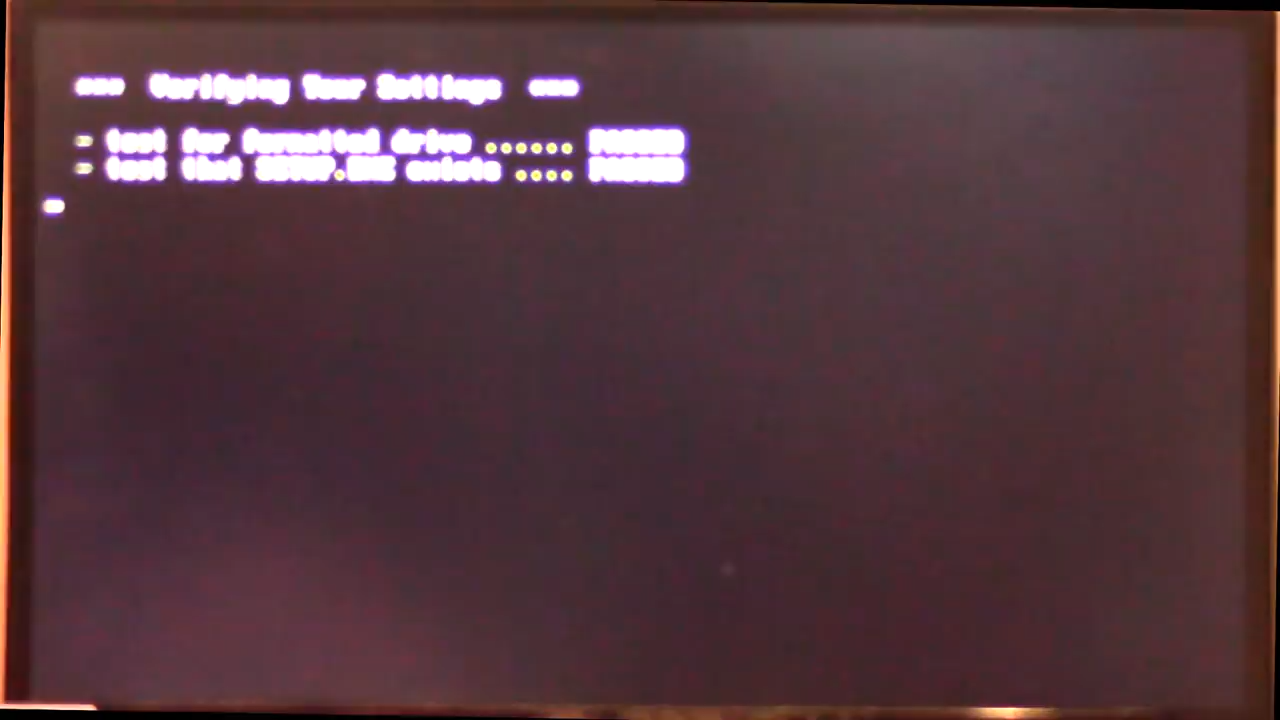 ===> Verifying Your Settings <===
= test for formatted drive ...... PASSED
= test that SETUP.EXE exists .... PASSED